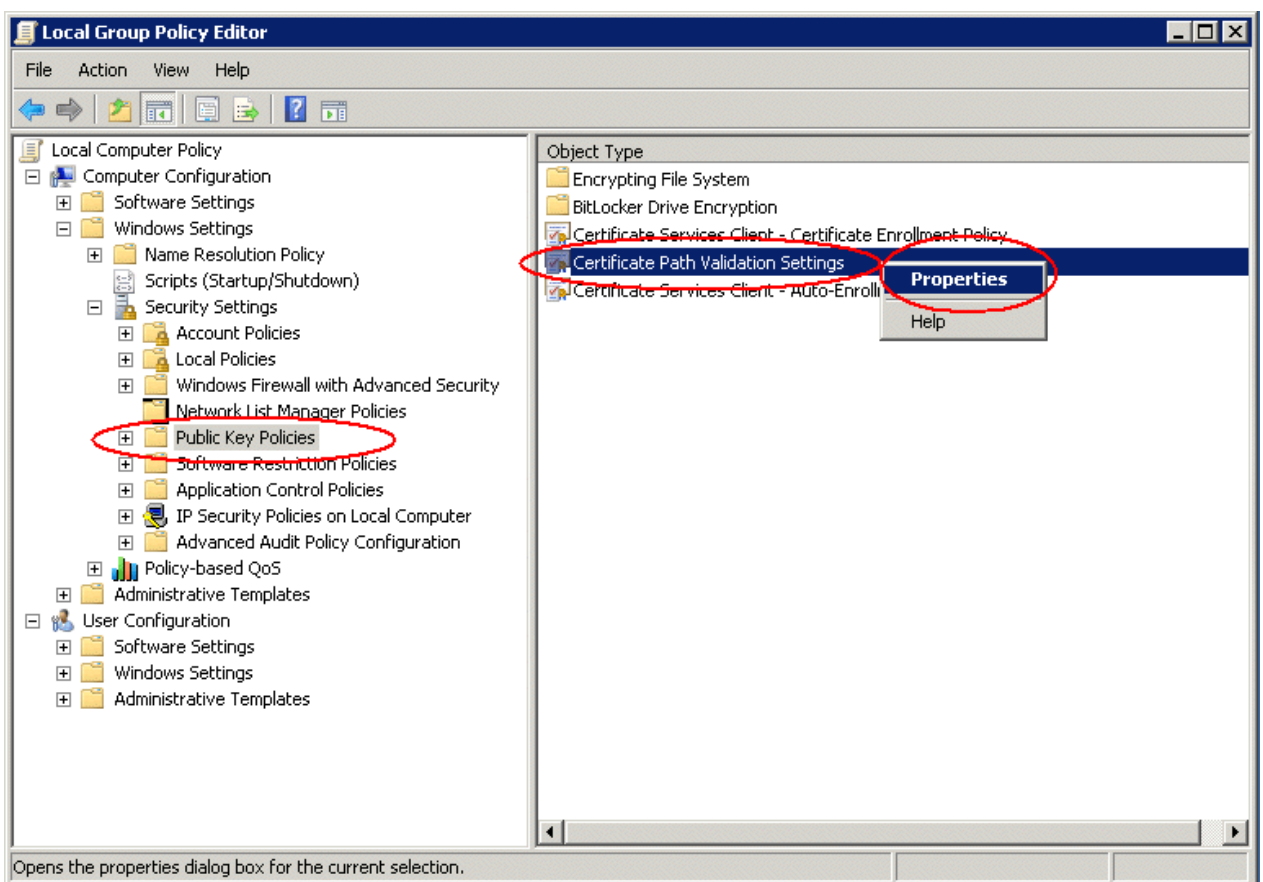 Local Group Policy Editor
File Action View Help
Local Computer Policy
Computer Configuration
Software Settings
Windows Settings
Name Resolution Policy
Scripts (Startup/Shutdown)
Security Settings
Account Policies
Local Policies
Windows Firewall with Advanced Security
Network List Manager Policies
Public Key Policies
Software Restriction Policies
Application Control Policies
IP Security Policies on Local Computer
Advanced Audit Policy Configuration
Policy-based QoS
Administrative Templates
User Configuration
Software Settings
Windows Settings
Administrative Templates
Object Type
Encrypting File System
BitLocker Drive Encryption
Certificate Services Client - Certificate Enrollment Policy
Certificate Path Validation Settings
Certificate Services Client - Auto-Enroll
Properties
Help
Opens the properties dialog box for the current selection.